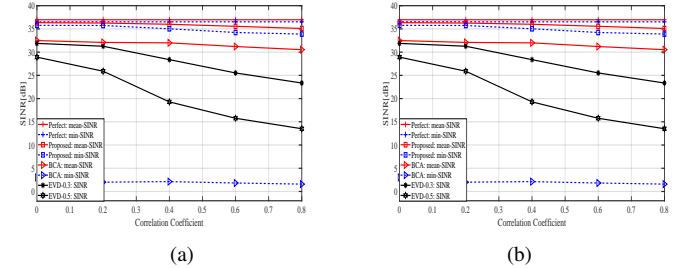 40
35
30
25
20
15
10
5
0
SINR[dB]
Perfect: mean-SINR
Perfect: min-SINR
Proposed: mean-SINR
Proposed: min-SINR
BCA: mean-SINR
BCA: min-SINR
EVD-0.3: SINR
EVD-0.5: SINR
0 0.1 0.2 0.3 0.4 0.5 0.6 0.7 0.8
Correlation Coefficient
(a)
40
35
30
25
20
15
10
5
0
SINR[dB]
Perfect: mean-SINR
Perfect: min-SINR
Proposed: mean-SINR
Proposed: min-SINR
BCA: mean-SINR
BCA: min-SINR
EVD-0.3: SINR
EVD-0.5: SINR
0 0.1 0.2 0.3 0.4 0.5 0.6 0.7 0.8
Correlation Coefficient
(b)